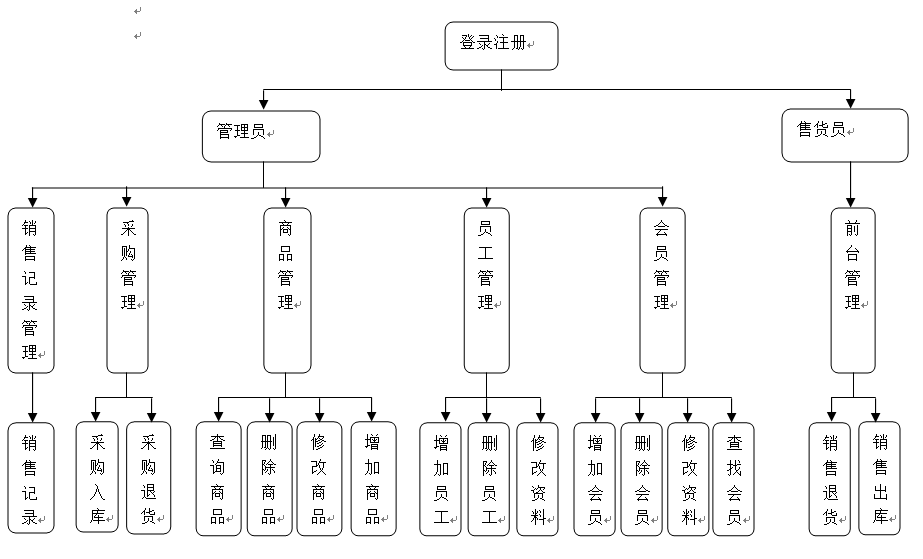 登录注册
管理员
售货员
销售记录管理
采购管理
商品管理
员工管理
会员管理
前台管理
销售记录
采购入库
采购退货
查询商品
删除商品
修改商品
增加商品
增加员工
删除员工
修改资料
增加会员
删除会员
修改资料
查找会员
销售退货
销售出库